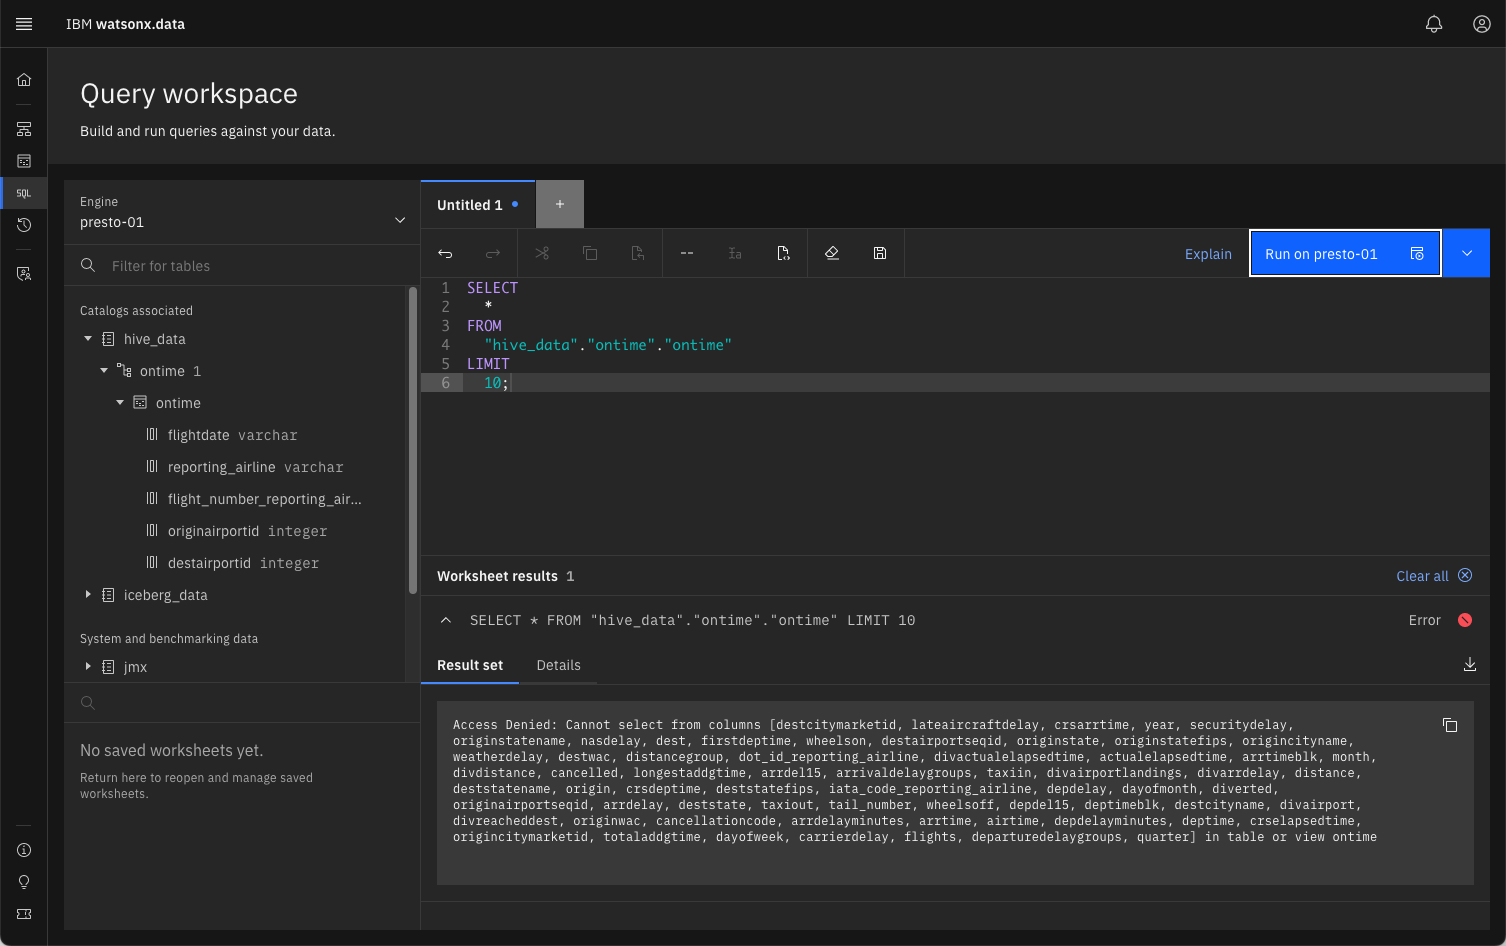 IBM watsonx.data
Query workspace
Build and run queries against your data.
SQL
Engine
presto-01
Filter for tables
Catalogs associated
hive_data
ontime 1
ontime
flightdate varchar
reporting_airline varchar
flight_number_reporting_air...
originairportid integer
destairportid integer
iceberg_data
System and benchmarking data
jmx
No saved worksheets yet.
Return here to reopen and manage saved
worksheets.
Untitled 1
+
Explain
Run on presto-01
1 SELECT
2 *
3 FROM
4 "hive_data"."ontime"."ontime"
5 LIMIT
6 10;
Worksheet results 1
Clear all
SELECT * FROM "hive_data"."ontime"."ontime" LIMIT 10
Error
Result set
Details
Access Denied: Cannot select from columns [destcitymarketid, lateaircraftdelay, crsarrtime, year, securitydelay,
originstatename, nasdelay, dest, firstdeptime, wheelson, destairportseqid, originstate, originstatefips, origincityname,
weatherdelay, destwac, distancegroup, dot_id_reporting_airline, divactualelapsedtime, actualelapsedtime, arrtimeblk, month,
divdistance, cancelled, longestaddgtime, arrdel15, arrivaldelaygroups, taxiin, divairportlandings, divarrdelay, distance,
deststatename, origin, crsdeptime, deststatefips, iata_code_reporting_airline, depdelay, dayofmonth, diverted,
originairportseqid, arrdelay, deststate, taxiout, tail_number, wheelsoff, depdel15, deptimeblk, destcityname, divairport,
divreacheddest, originwac, cancellationcode, arrdelayminutes, arrtime, airtime, depdelayminutes, deptime, crselapsedtime,
origincitymarketid, totaladdgtime, dayofweek, carrierdelay, flights, departuredelaygroups, quarter] in table or view ontime